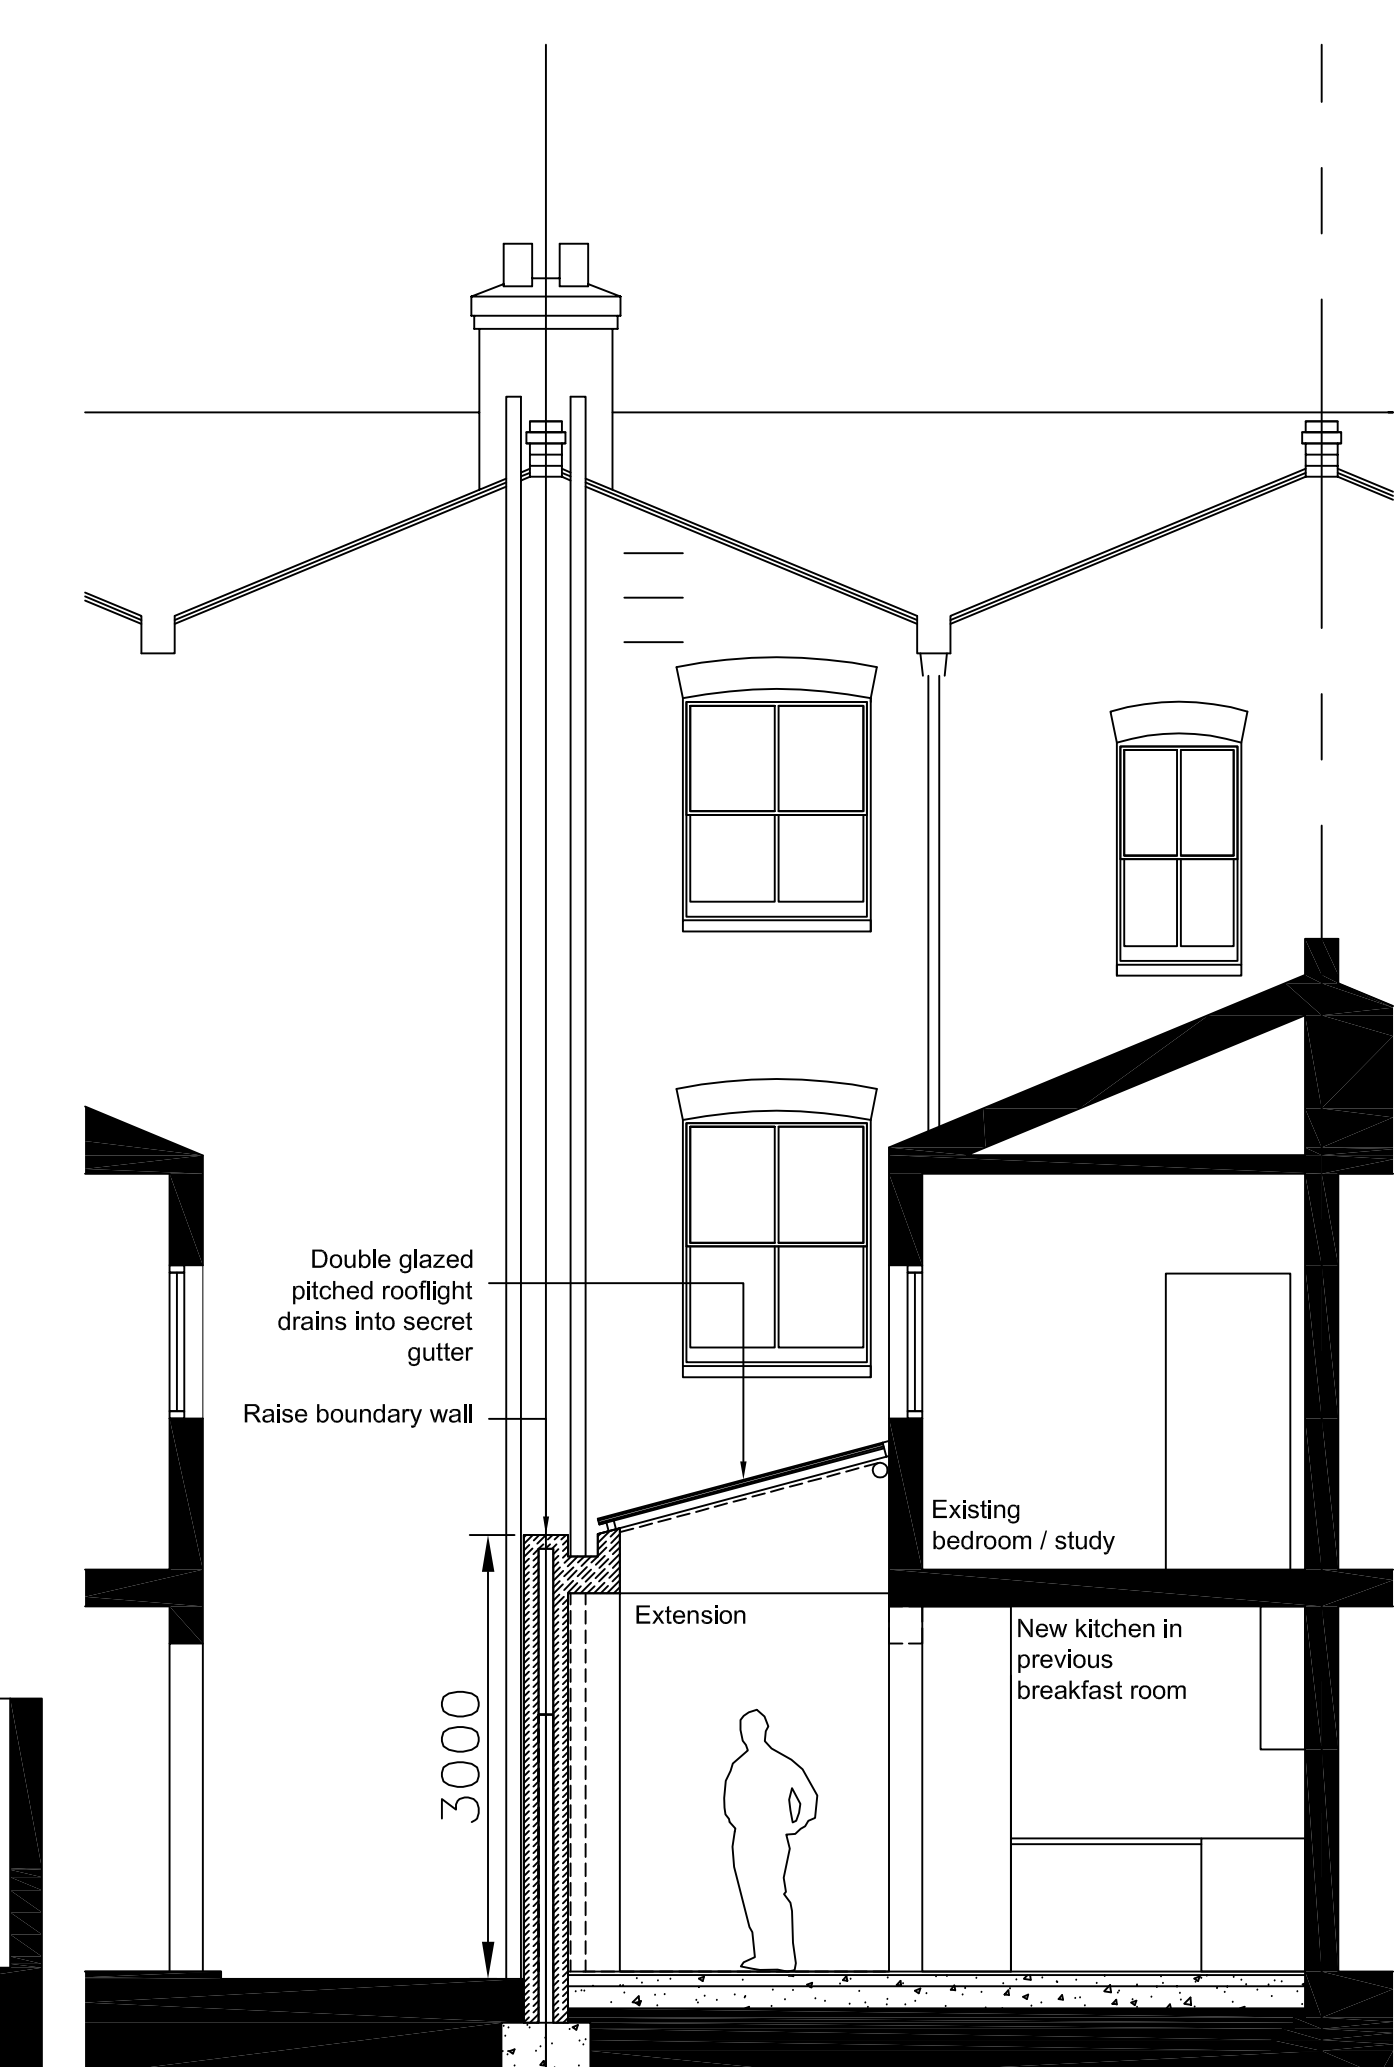 Double glazed
pitched rooflight
drains into secret
gutter
Raise boundary wall
Existing
bedroom / study
Extension
New kitchen in
previous
breakfast room
3000